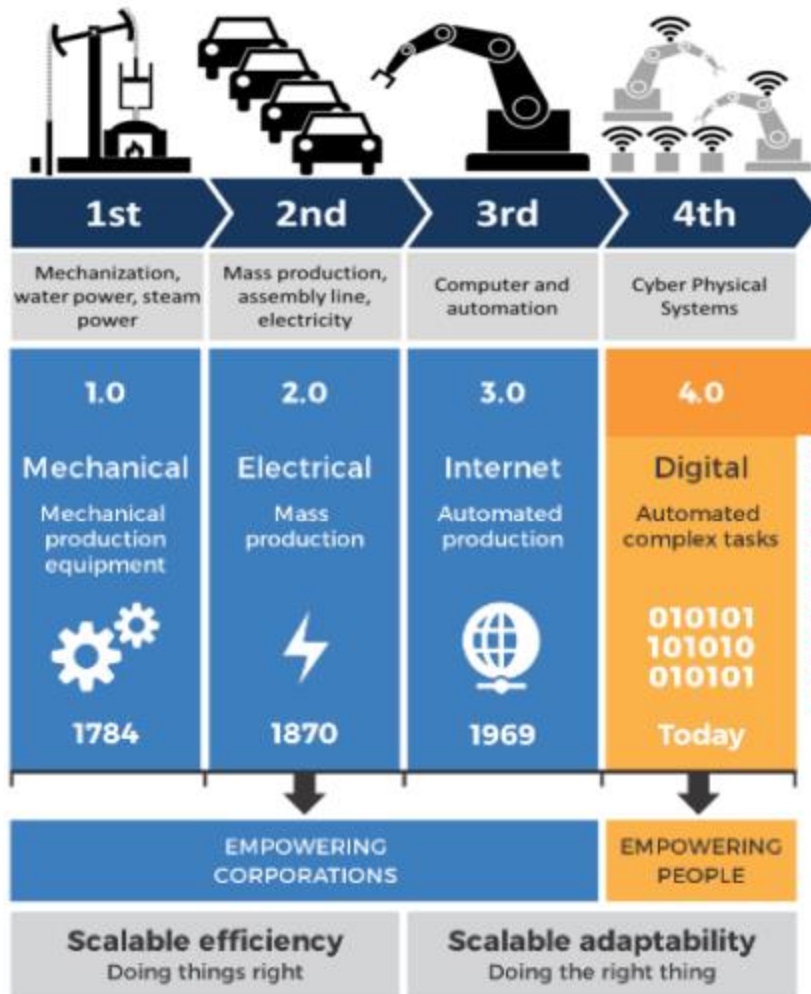 1st
2nd
3rd
4th
Mechanization,
water power, steam
power
Mass production,
assembly line,
electricity
Computer and
automation
Cyber Physical
Systems
1.0
Mechanical
Mechanical
production
equipment
1784
2.0
Electrical
Mass
production
1870
3.0
Internet
Automated
production
1969
4.0
Digital
Automated
complex tasks
010101
101010
010101
Today
EMPOWERING
CORPORATIONS
EMPOWERING
PEOPLE
Scalable efficiency
Doing things right
Scalable adaptability
Doing the right thing